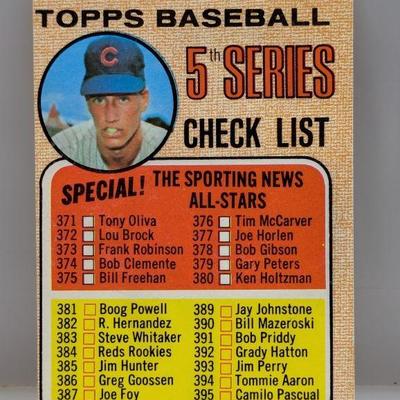 TOPPS BASEBALL
5th SERIES
CHECK LIST
C
SPECIAL! THE SPORTING NEWS
ALL-STARS
371 Tony Oliva 376 Tim McCarver
372 Lou Brock 377 Joe Horlen
373 Frank Robinson 378 Bob Gibson
374 Bob Clemente 379 Gary Peters
375 Bill Freehan 380 Ken Holtzman
381 Boog Powell 389 Jay Johnstone
382 R. Hernandez 390 Bill Mazeroski
383 Steve Whitaker 391 Bob Priddy
384 Reds Rookies 392 Grady Hatton
385 Jim Hunter 393 Jim Perry
386 Greg Goossen 394 Tommie Aaron
387 Joe Foy 395 Camilo Pascual